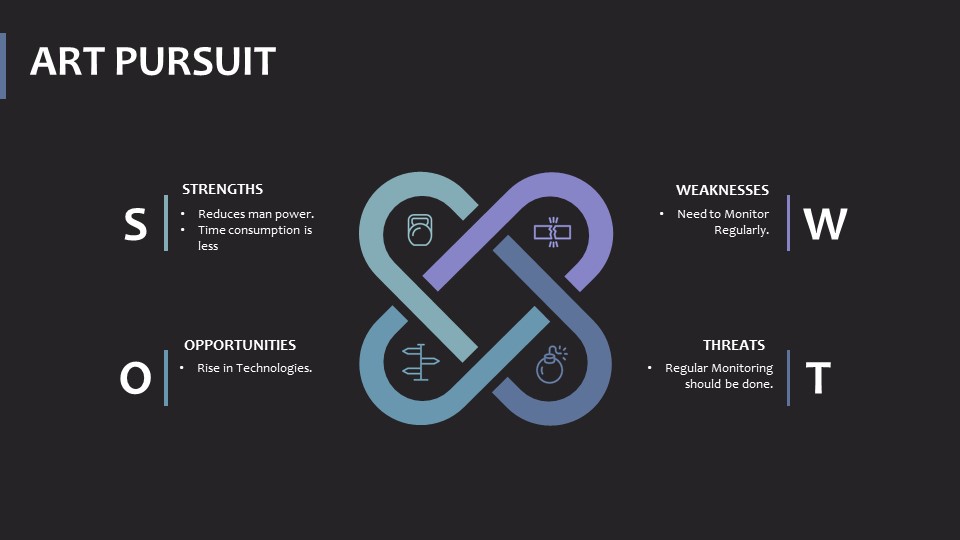 ART PURSUIT
S
STRENGTHS
• Reduces man power.
• Time consumption is
less
WEAKNESSES
• Need to Monitor
Regularly.
W
O
OPPORTUNITIES
• Rise in Technologies.
THREATS
• Regular Monitoring
should be done.
T